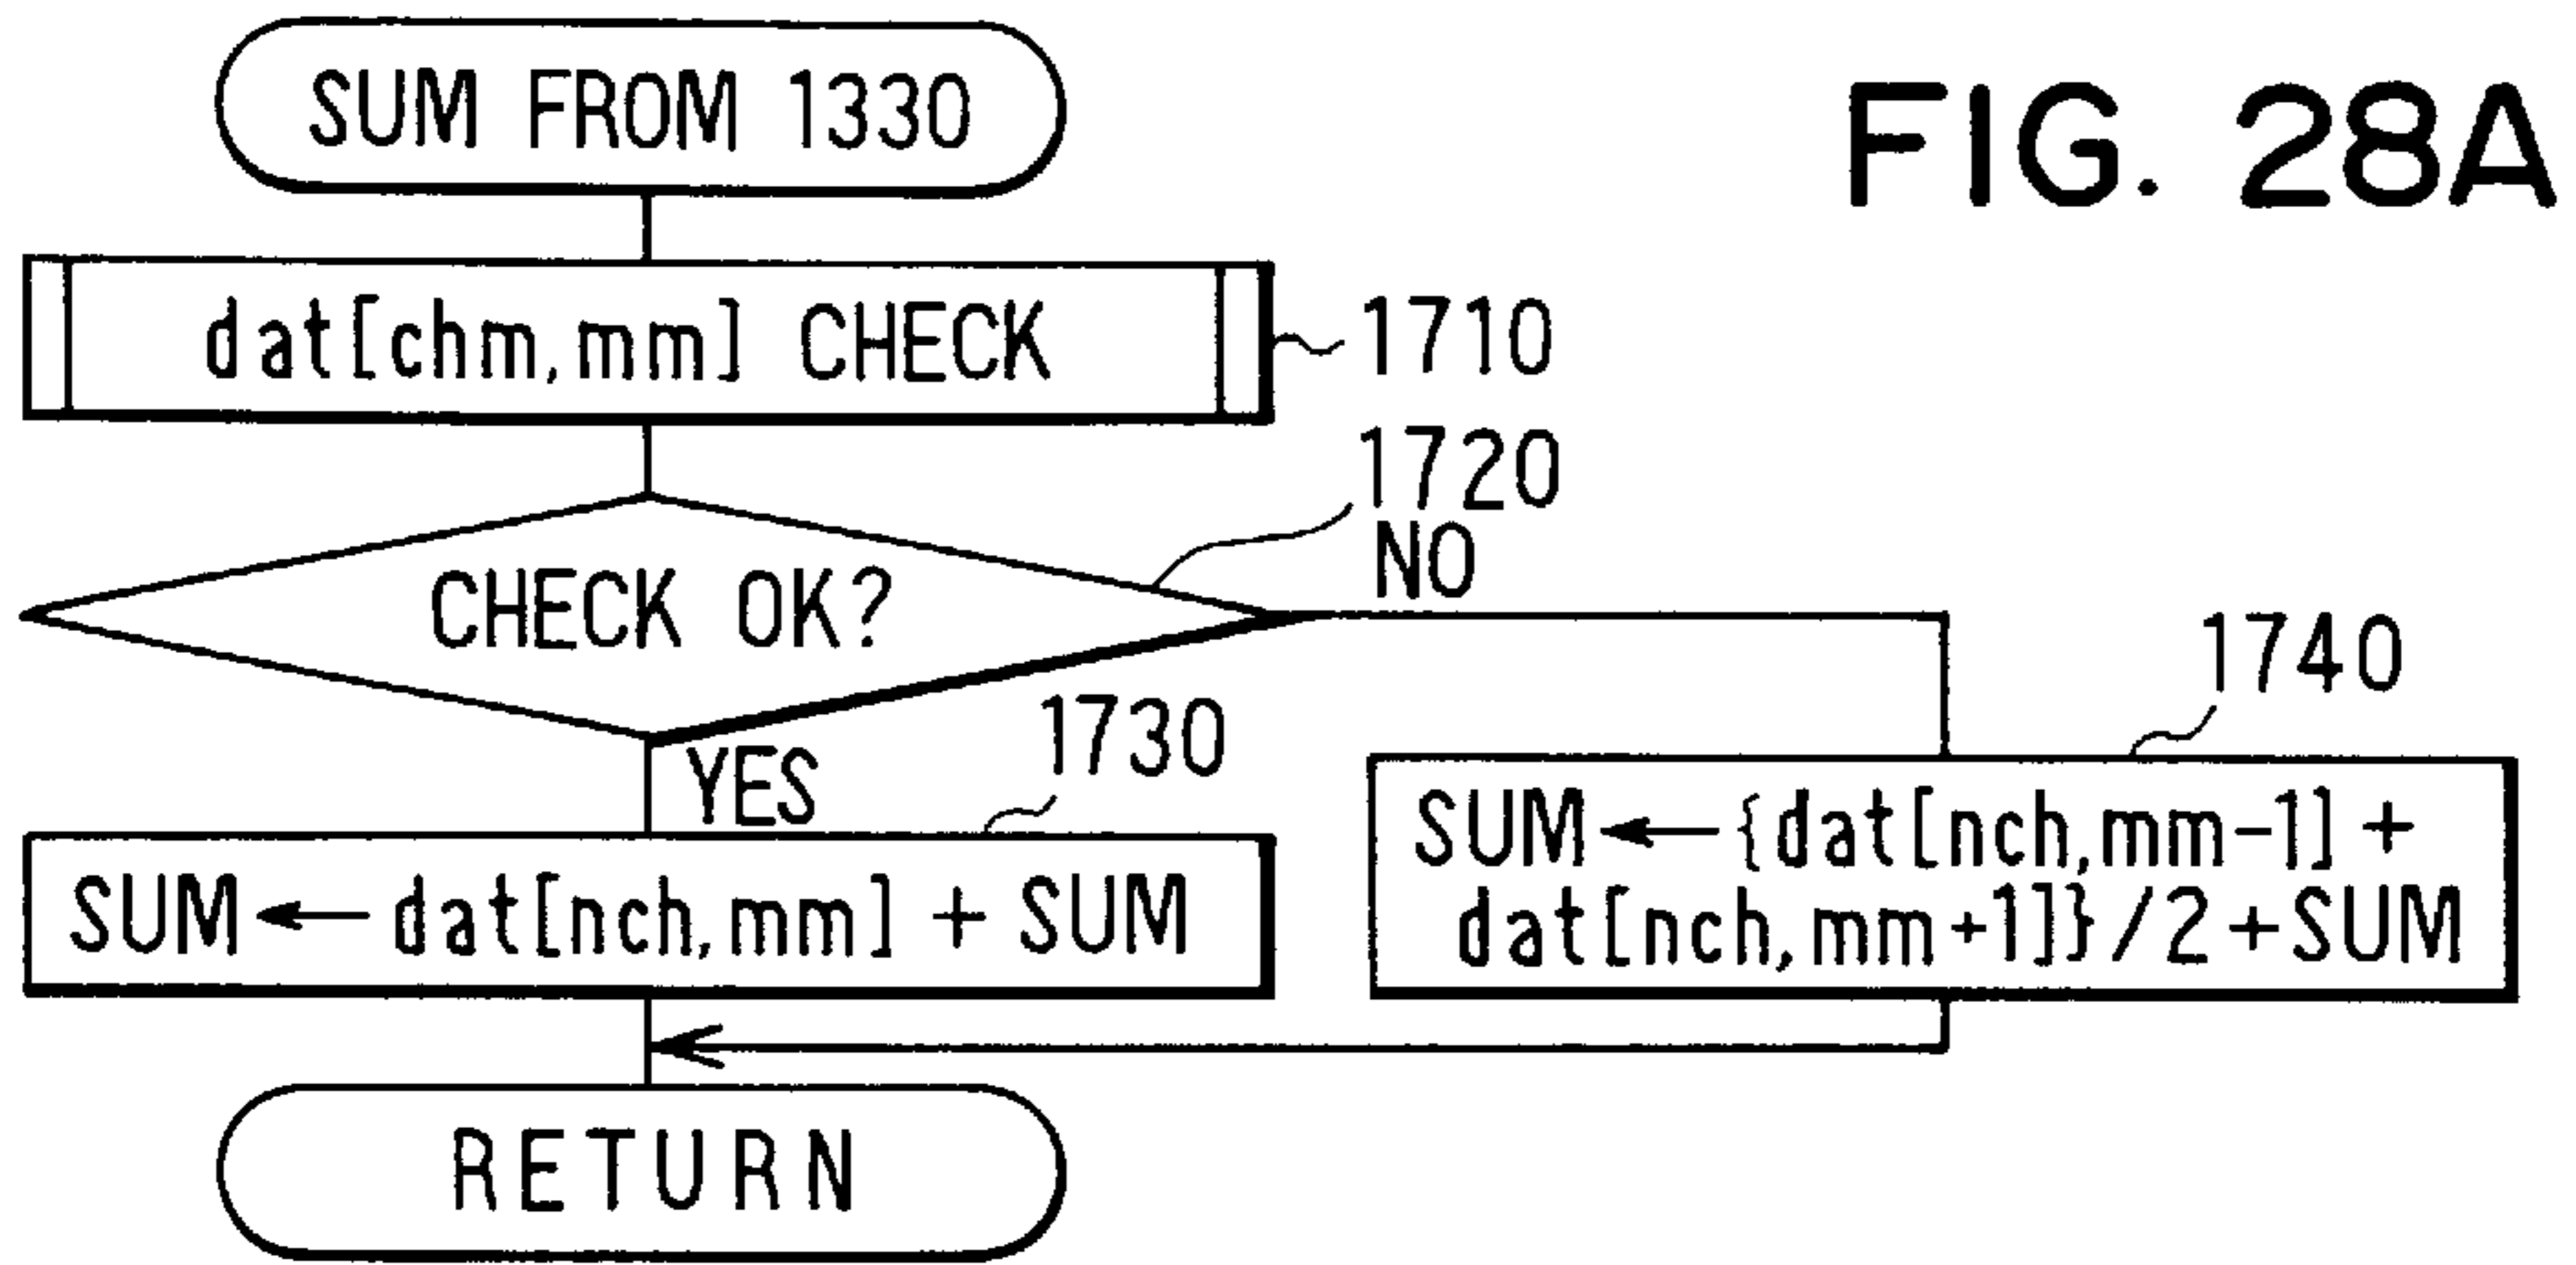 SUM FROM 1330
FIG. 28A
dat[chm,mm] CHECK
1710
1720
CHECK OK?
NO
YES
1730
1740
SUM←dat[nch,mm] + SUM
SUM←{dat[nch,mm-1] +
dat[nch,mm+1]}/2+SUM
RETURN